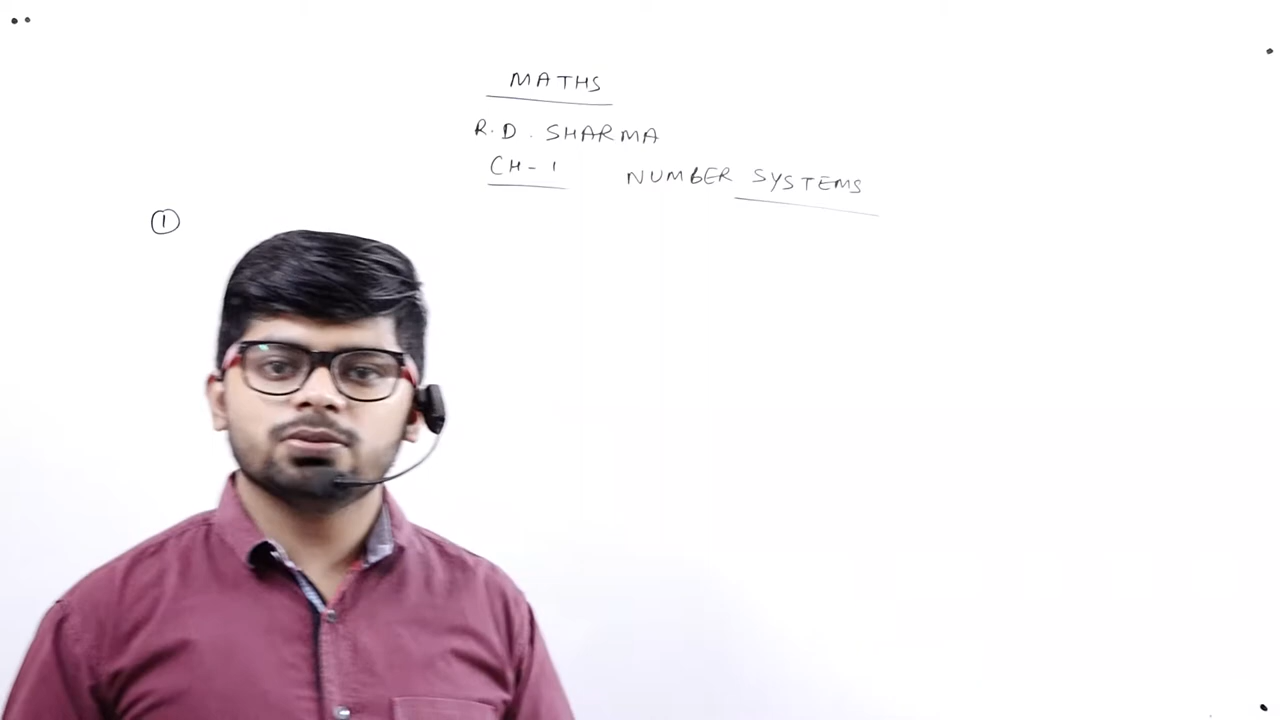 MATHS
R.D. SHARMA
CH-1 NUMBER SYSTEMS
①